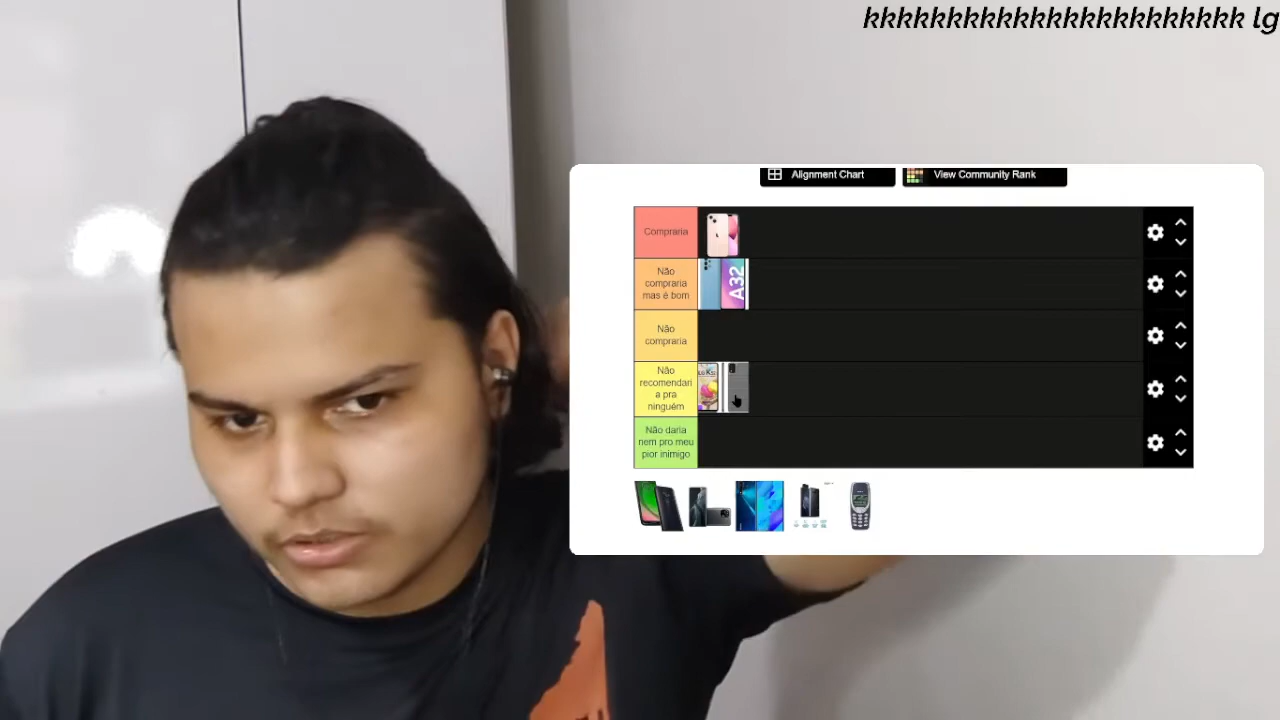 kkkkkkkkkkkkkkkkkkkkkkk lg
Alignment Chart
View Community Rank
Compraria
Não
compraria
mas é bom
A32
Não
compraria
Não
recomendari
a pra
ninguém
Não daria
nem pro meu
pior inimigo